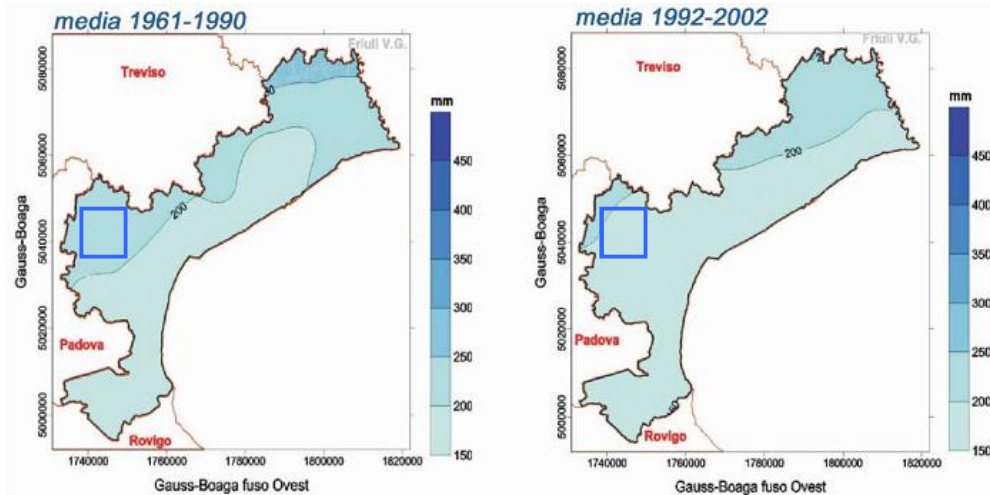 media 1961-1990
Friuli V.G.
Treviso
Padova
Rovigo
200
mm
450
400
350
300
250
200
150
5080000
5060000
5040000
5020000
5000000
Gauss-Boaga
1740000 1760000 1780000 1800000 1820000
Gauss-Boaga fuso Ovest
media 1992-2002
Friuli V.G.
Treviso
Padova
Rovigo
200
mm
450
400
350
300
250
200
150
5080000
5060000
5040000
5020000
5000000
Gauss-Boaga
1740000 1760000 1780000 1800000 1820000
Gauss-Boaga fuso Ovest